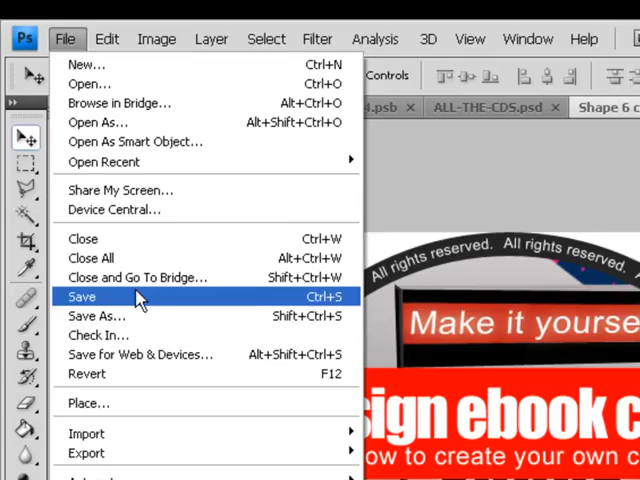 Ps File Edit Image Layer Select Filter Analysis 3D View Window Help
Controls
4.psb × ALL-THE-CDS.psd × Shape 6 c
New... Ctrl+N
Open... Ctrl+O
Browse in Bridge... Alt+Ctrl+O
Open As... Alt+Shift+Ctrl+O
Open As Smart Object...
Open Recent
Share My Screen...
Device Central...
Close Ctrl+W
Close All Alt+Ctrl+W
Close and Go To Bridge... Shift+Ctrl+W
Save Ctrl+S
Save As... Shift+Ctrl+S
Check In...
Save for Web & Devices... Alt+Shift+Ctrl+S
Revert F12
Place...
Import
Export
All rights reserved. All rights reserved.
Make it yourse
sign ebook c
ow to create your own c